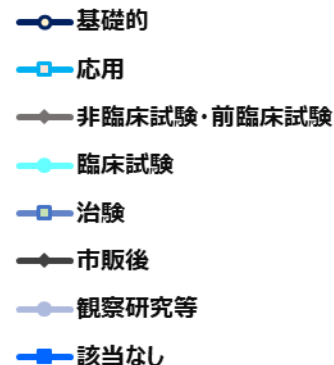 基礎的
応用
非臨床試験･前臨床試験
臨床試験
治験
市販後
観察研究等
該当なし